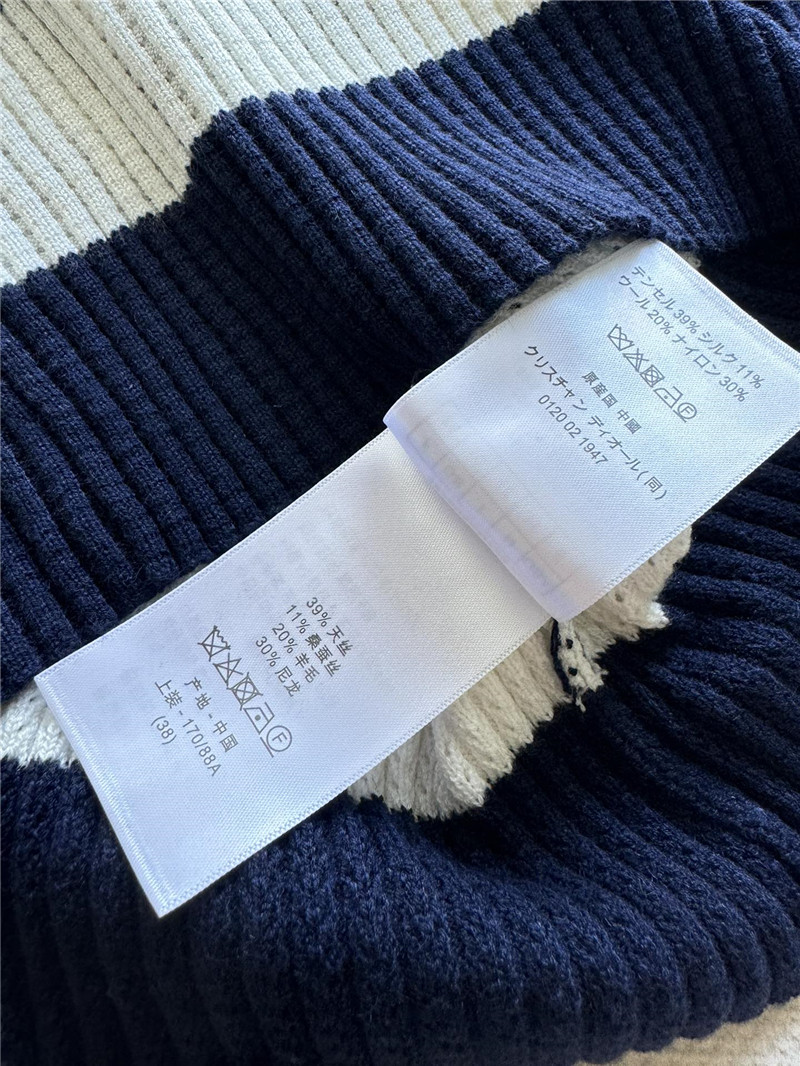 テンセル 39% シルク 11%
ウール 20% ナイロン 30%
原産国 中國
クリスチャン ディオール(同)
0120 02 1947
39% 天丝
11% 桑蚕丝
20% 羊毛
30% 尼龙
F
产地 - 中国
上装 - 170/88A
(38)